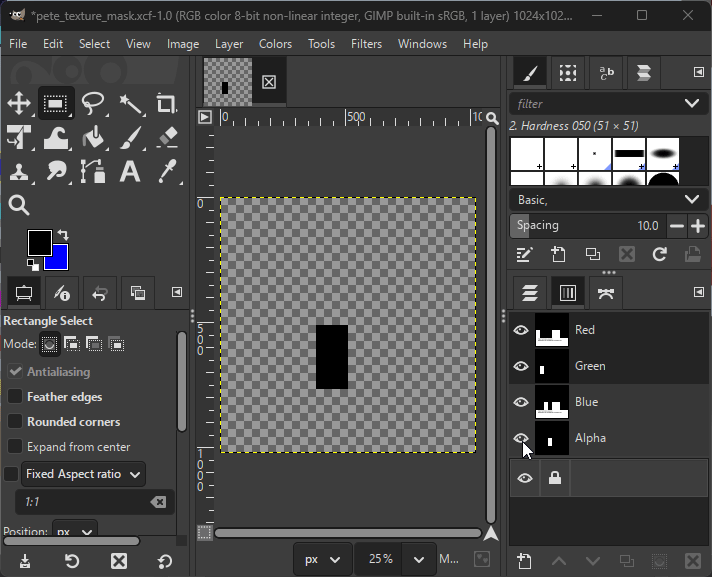 *pete_texture_mask.xcf-1.0 (RGB color 8-bit non-linear integer, GIMP built-in sRGB, 1 layer) 1024x102...
File Edit Select View Image Layer Colors Tools Filters Windows Help
filter
2. Hardness 050 (51 × 51)
Basic,
Spacing 10.0
0 500 10
0
500
1000
Rectangle Select
Mode:
Antialiasing
Feather edges
Rounded corners
Expand from center
Fixed Aspect ratio
1:1
Position: px
Red
Green
Blue
Alpha
px 25% M...